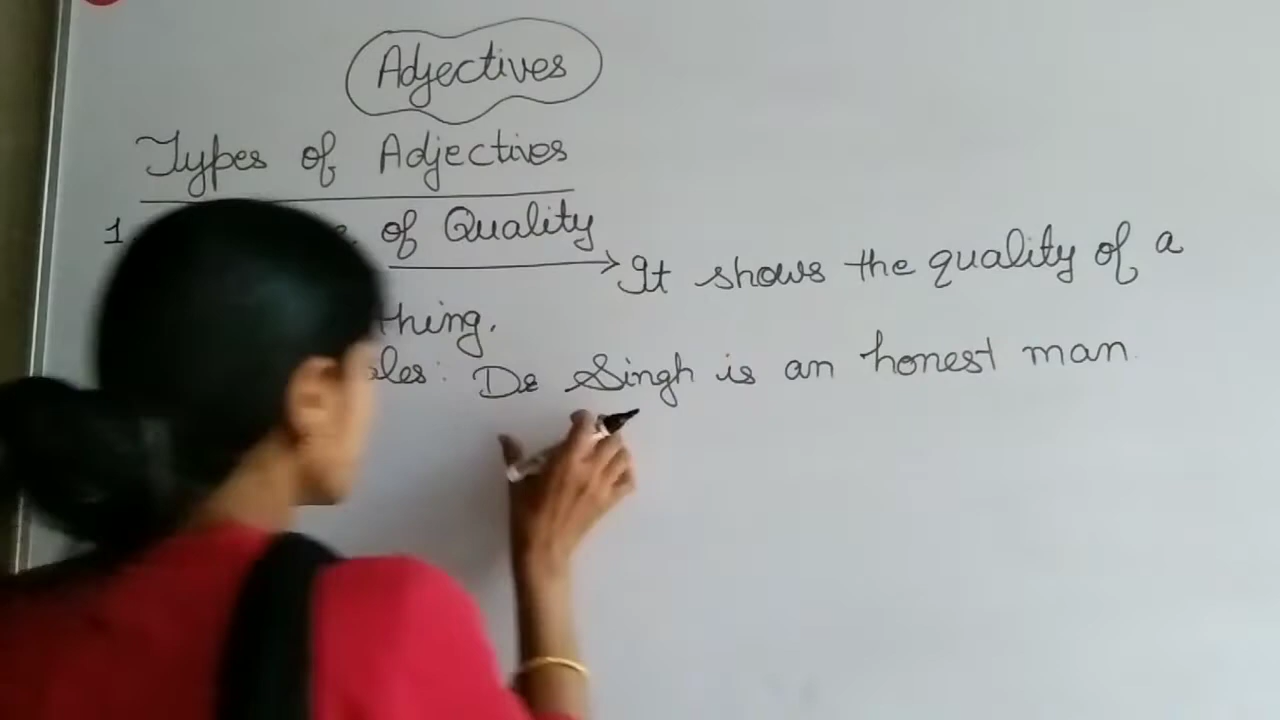 Adjectives
Types of Adjectives
1. of Quality
It shows the quality of a
thing.
Dr Singh is an honest man